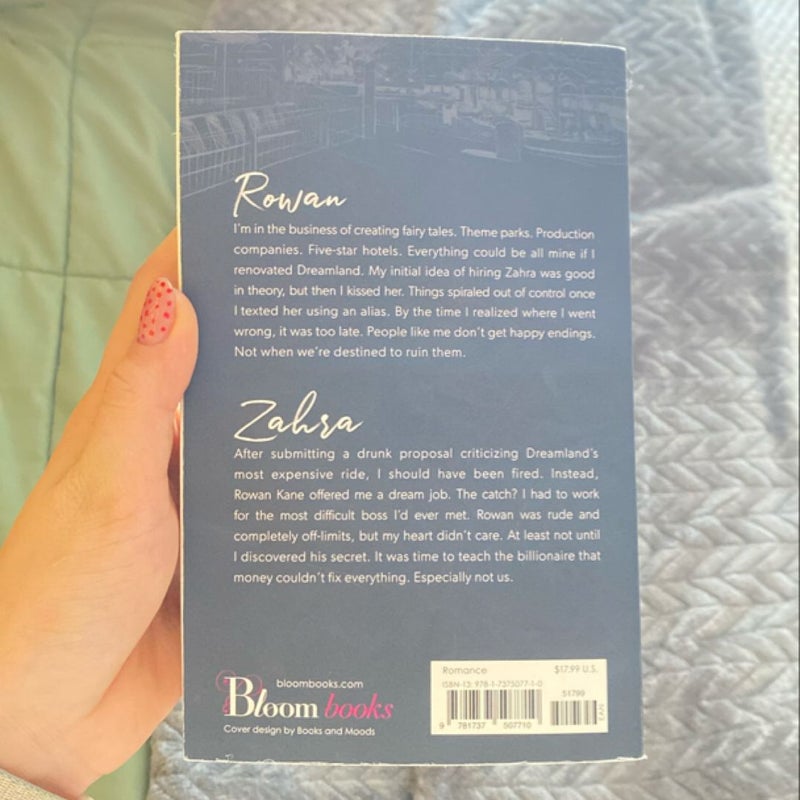 Rowan
I'm in the business of creating fairy tales. Theme parks. Production
companies. Five-star hotels. Everything could be all mine if I
renovated Dreamland. My initial idea of hiring Zahra was good
in theory, but then I kissed her. Things spiraled out of control once
I texted her using an alias. By the time I realized where I went
wrong, it was too late. People like me don't get happy endings.
Not when we're destined to ruin them.
Zahra
After submitting a drunk proposal criticizing Dreamland's
most expensive ride, I should have been fired. Instead,
Rowan Kane offered me a dream job. The catch? I had to work
for the most difficult boss I'd ever met. Rowan was rude and
completely off-limits, but my heart didn't care. At least not until
I discovered his secret. It was time to teach the billionaire that
money couldn't fix everything. Especially not us.
bloombooks.com
Bloom books
Cover design by Books and Moods
Romance $17.99 U.S.
ISBN-13: 978-1-7375077-1-0
51799
9 781737 507710
EAN